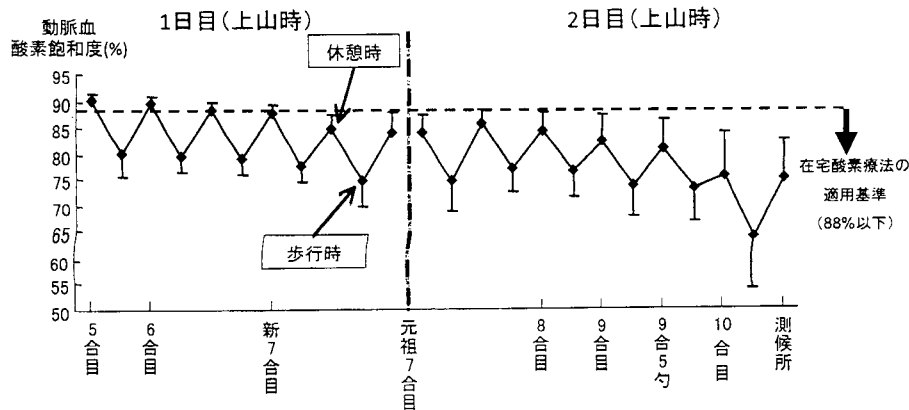 1日目(上山時)
2日目(上山時)
動脈血
酸素飽和度(%)
休憩時
歩行時
95
90
85
80
75
70
65
60
55
50
在宅酸素療法の
適用基準
(88%以下)
5合目
6合目
新7合目
元祖7合目
8合目
9合目
9合5勺
10合目
測候所